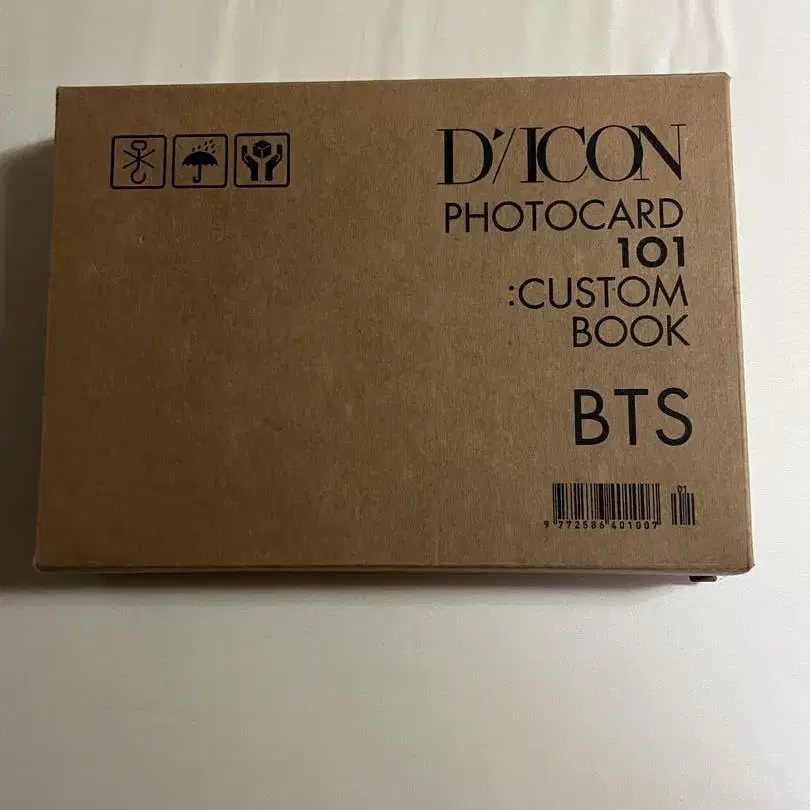 D'/ICON
PHOTOCARD
101
:CUSTOM
BOOK
BTS
01
9 772586 401007